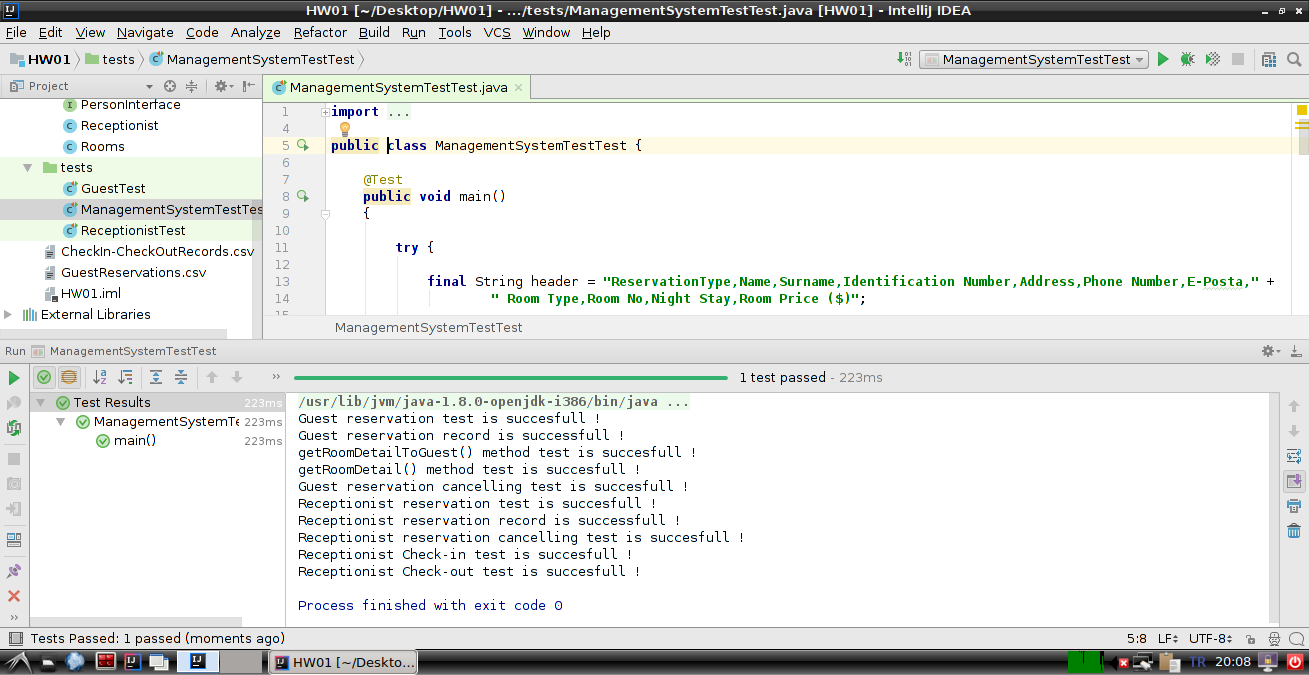 HW01 [~/Desktop/HW01] - .../tests/ManagementSystemTestTest.java [HW01] - IntelliJ IDEA
File Edit View Navigate Code Analyze Refactor Build Run Tools VCS Window Help
HW01 tests ManagementSystemTestTest ManagementSystemTestTest
Project ManagementSystemTestTest.java
PersonInterface
Receptionist
Rooms
tests
GuestTest
ManagementSystemTestTes
ReceptionistTest
CheckIn-CheckOutRecords.csv
GuestReservations.csv
HW01.iml
External Libraries
1 import ...
4
5 public class ManagementSystemTestTest {
6
7 @Test
8 public void main()
9 {
10
11 try {
12
13 final String header = "ReservationType,Name,Surname,Identification Number,Address,Phone Number,E-Posta," +
14 " Room Type,Room No,Night Stay,Room Price ($)";
15
ManagementSystemTestTest
Run ManagementSystemTestTest
1 test passed - 223ms
Test Results 223ms
ManagementSystemTe 223ms
main() 223ms
/usr/lib/jvm/java-1.8.0-openjdk-i386/bin/java ...
Guest reservation test is succesfull !
Guest reservation record is successfull !
getRoomDetailToGuest() method test is succesfull !
getRoomDetail() method test is succesfull !
Guest reservation cancelling test is succesfull !
Receptionist reservation test is succesfull !
Receptionist reservation record is successfull !
Receptionist reservation cancelling test is succesfull !
Receptionist Check-in test is succesfull !
Receptionist Check-out test is succesfull !
Process finished with exit code 0
Tests Passed: 1 passed (moments ago) 5:8 LF UTF-8
HW01 [~/Deskto... TR 20:08